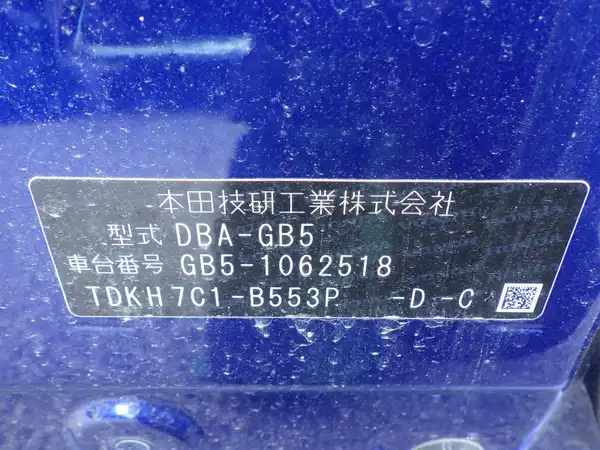 本田技研工業株式会社
型式 DBA-GB5
車台番号 GB5-1062518
TDKH7C1-B553P -D-C